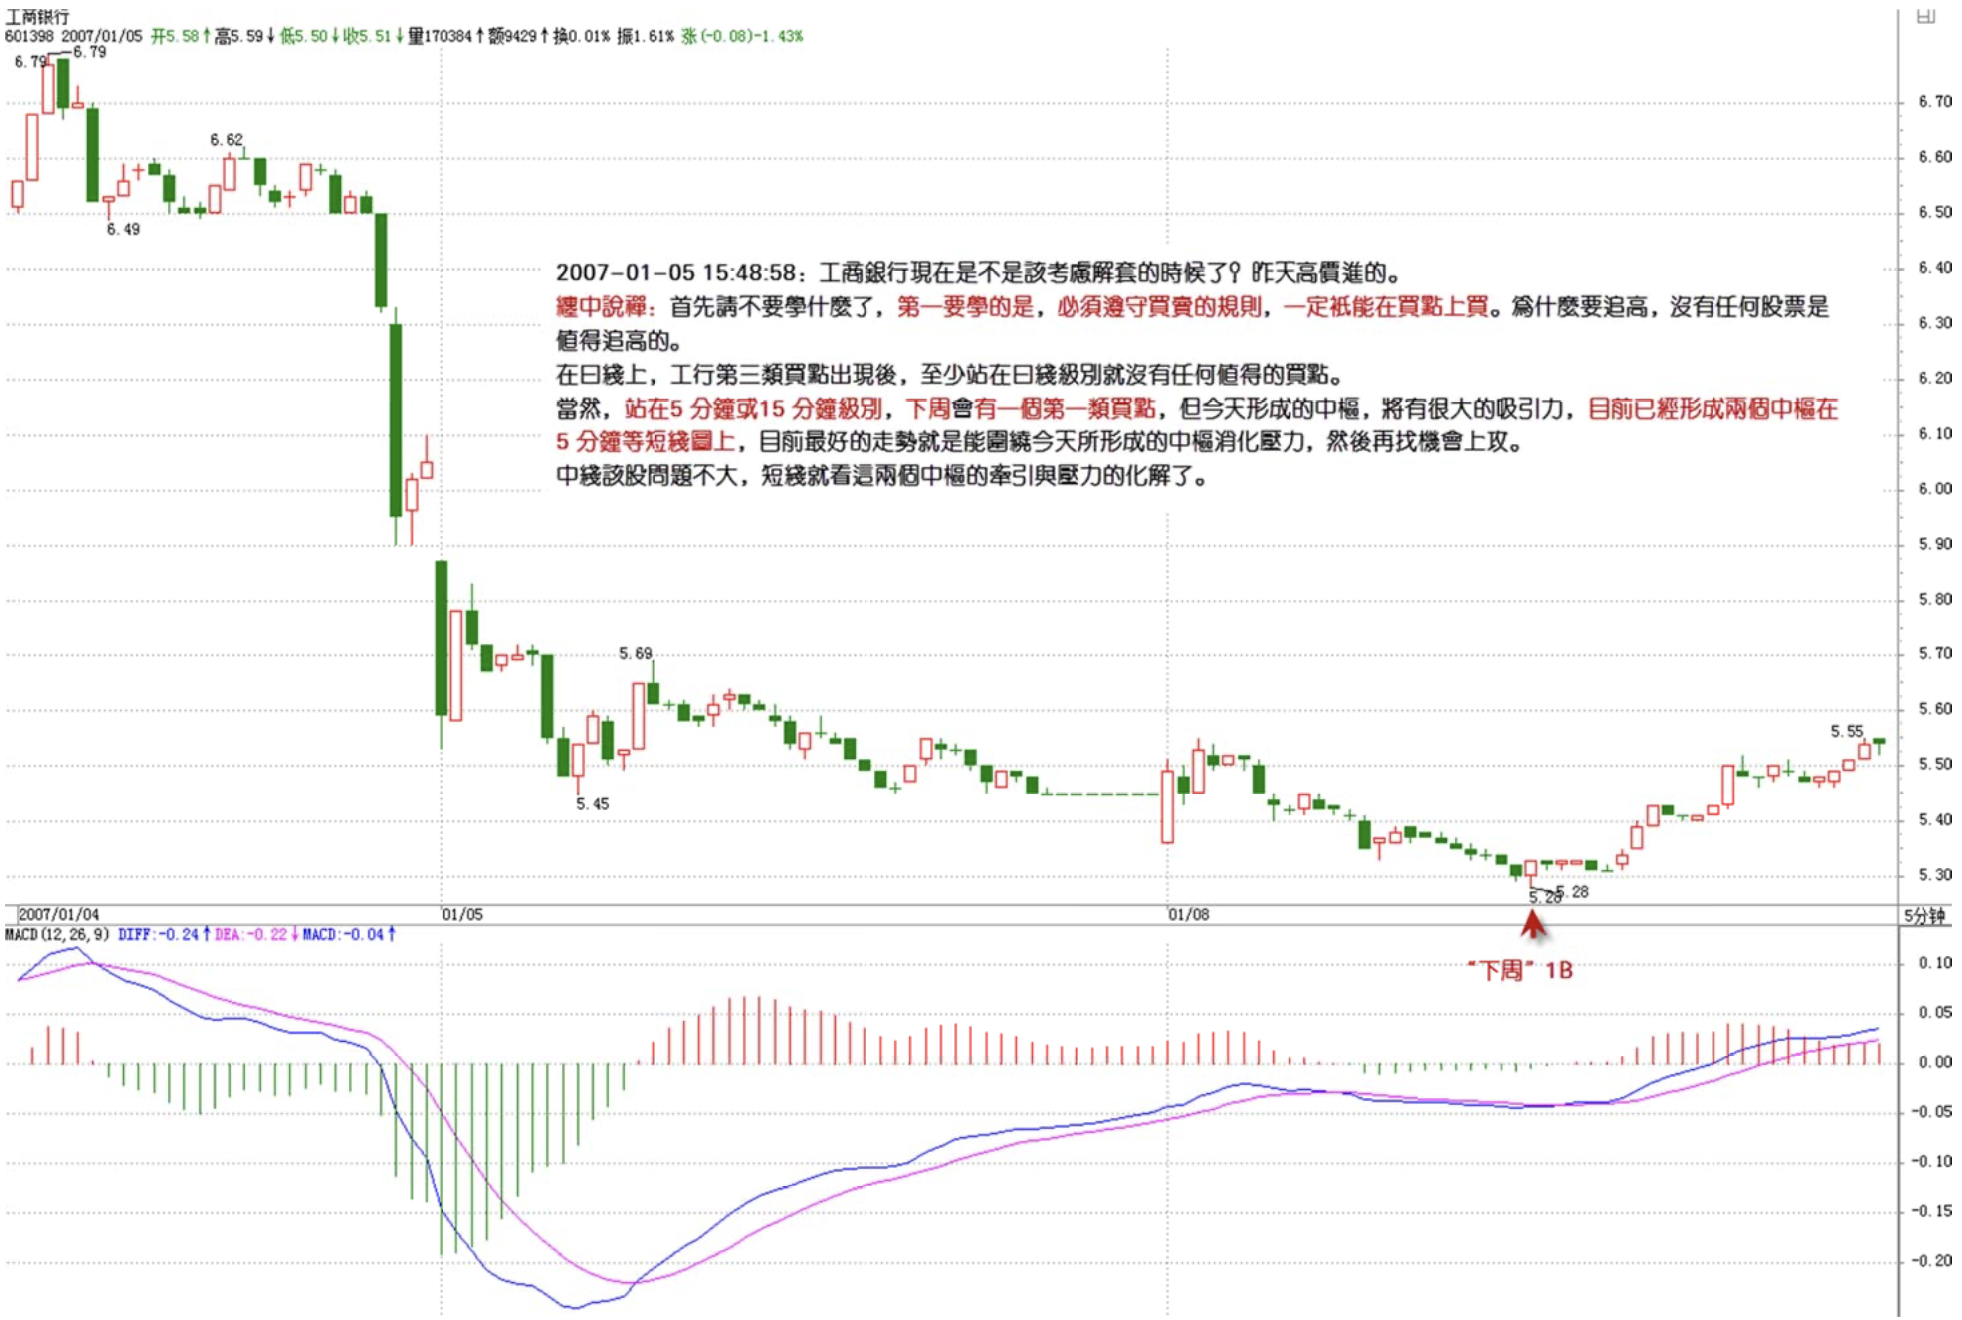 工商银行
601398 2007/01/05 开5.58↑高5.59↓低5.50↓收5.51↓量170384↑额9429↑换0.01% 振1.61% 涨(-0.08)-1.43%
6.79 6.79
6.70
6.62
6.60
6.50
6.49
6.40
2007-01-05 15:48:58：工商銀行現在是不是該考慮解套的時候了？昨天高價進的。
纏中說禪：首先請不要學什麼了，第一要學的是，必須遵守買賣的規則，一定衹能在買點上買。爲什麼要追高，沒有任何股票是
值得追高的。
在日綫上，工行第三類買點出現後，至少站在日綫級別就沒有任何值得的買點。
當然，站在5 分鐘或15 分鐘級別，下周會有一個第一類買點，但今天形成的中樞，將有很大的吸引力，目前已經形成兩個中樞在
5 分鐘等短綫圖上，目前最好的走勢就是能圍繞今天所形成的中樞消化壓力，然後再找機會上攻。
中綫該股問題不大，短綫就看這兩個中樞的牽引與壓力的化解了。
6.30
6.20
6.10
6.00
5.90
5.80
5.70
5.69
5.60
5.55
5.50
5.45
5.40
5.30
5.28 5.28
2007/01/04 01/05 01/08 5分钟
MACD(12,26,9) DIFF:-0.24↑ DEA:-0.22↓ MACD:-0.04↑
“下周” 1B
0.10
0.05
0.00
-0.05
-0.10
-0.15
-0.20